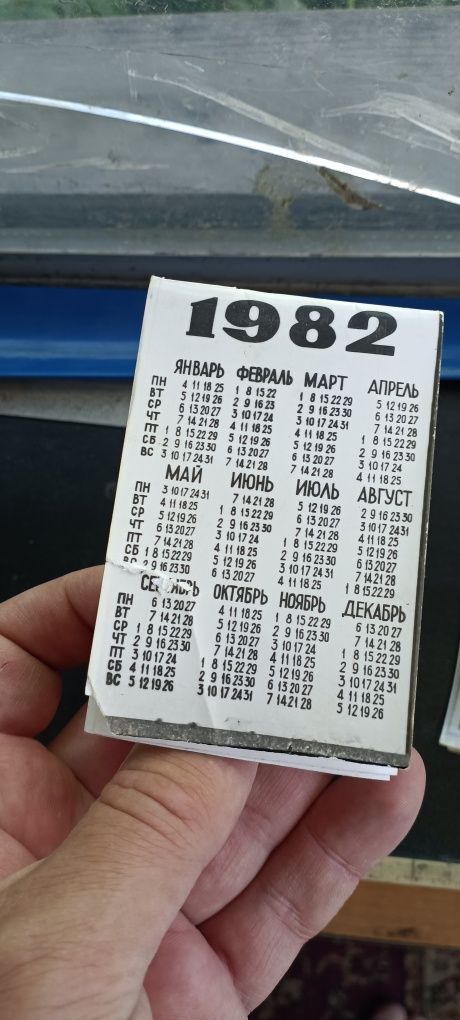 1982
ЯНВАРЬ ФЕВРАЛЬ МАРТ АПРЕЛЬ
ПН 4 11 18 25 1 8 15 22 1 8 15 22 29 5 12 19 26
ВТ 5 12 19 26 2 9 16 23 2 9 16 23 30 6 13 20 27
СР 6 13 20 27 3 10 17 24 3 10 17 24 7 14 21 28
ЧТ 7 14 21 28 4 11 18 25 4 11 18 25 1 8 15 22 29
ПТ 1 8 15 22 29 5 12 19 26 5 12 19 26 2 9 16 23 30
СБ 2 9 16 23 30 6 13 20 27 6 13 20 27 3 10 17 24
ВС 3 10 17 24 31 7 14 21 28 7 14 21 28 4 11 18 25
МАЙ ИЮНЬ ИЮЛЬ АВГУСТ
ПН 3 10 17 24 31 7 14 21 28 5 12 19 26 2 9 16 23 30
ВТ 4 11 18 25 1 8 15 22 29 6 13 20 27 3 10 17 24 31
СР 5 12 19 26 2 9 16 23 30 7 14 21 28 4 11 18 25
ЧТ 6 13 20 27 3 10 17 24 1 8 15 22 29 5 12 19 26
ПТ 7 14 21 28 4 11 18 25 2 9 16 23 30 6 13 20 27
СБ 1 8 15 22 29 5 12 19 26 3 10 17 24 31 7 14 21 28
ВС 2 9 16 23 30 6 13 20 27 4 11 18 25 1 8 15 22 29
СЕНТЯБРЬ ОКТЯБРЬ НОЯБРЬ ДЕКАБРЬ
ПН 6 13 20 27 4 11 18 25 1 8 15 22 29 6 13 20 27
ВТ 7 14 21 28 5 12 19 26 2 9 16 23 30 7 14 21 28
СР 1 8 15 22 29 6 13 20 27 3 10 17 24 1 8 15 22 29
ЧТ 2 9 16 23 30 7 14 21 28 4 11 18 25 2 9 16 23 30
ПТ 3 10 17 24 1 8 15 22 29 5 12 19 26 3 10 17 24 31
СБ 4 11 18 25 2 9 16 23 30 6 13 20 27 4 11 18 25
ВС 5 12 19 26 3 10 17 24 31 7 14 21 28 5 12 19 26